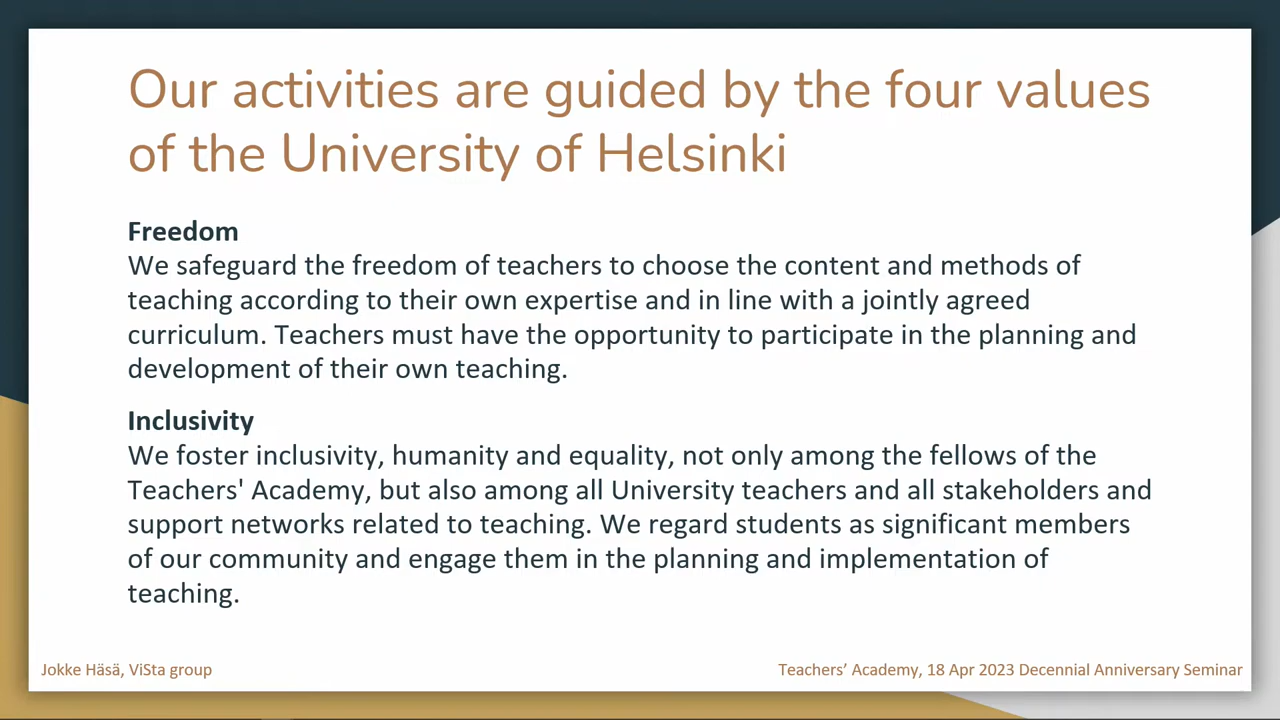 Our activities are guided by the four values
of the University of Helsinki
Freedom
We safeguard the freedom of teachers to choose the content and methods of
teaching according to their own expertise and in line with a jointly agreed
curriculum. Teachers must have the opportunity to participate in the planning and
development of their own teaching.
Inclusivity
We foster inclusivity, humanity and equality, not only among the fellows of the
Teachers' Academy, but also among all University teachers and all stakeholders and
support networks related to teaching. We regard students as significant members
of our community and engage them in the planning and implementation of
teaching.
Jokke Häsä, ViSta group
Teachers’ Academy, 18 Apr 2023 Decennial Anniversary Seminar